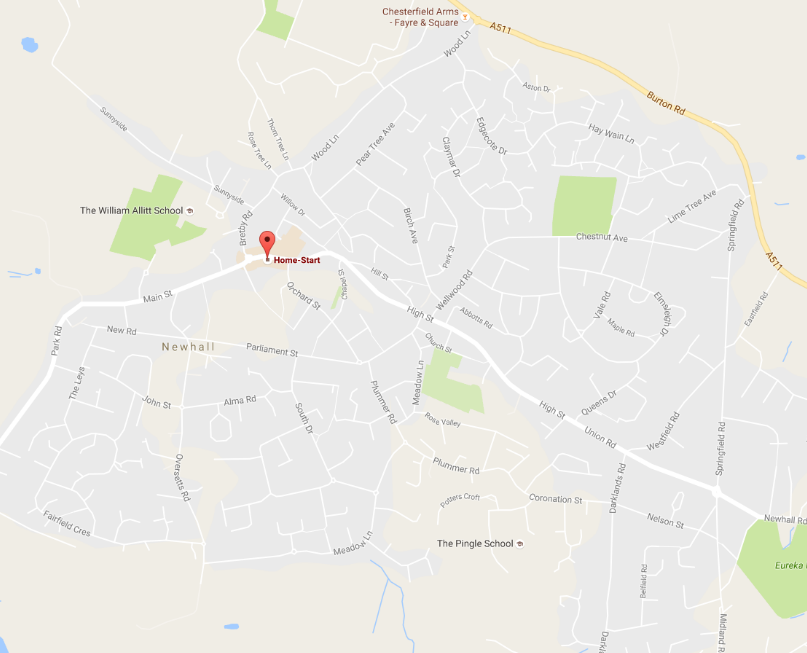 Chesterfield Arms
- Fayre & Square
A511
Wood Ln
Aston Dr
Burton Rd
Sunnyside
Thorn Tree Ln
Rose Tree Ln
Wood Ln
Pear Tree Ave
Edgecote Dr
Claymar Dr
Hay Wain Ln
The William Allitt School
Sunnyside
Willow Dr
Bretby Rd
Birch Ave
Lime Tree Ave
Springfield Rd
Chestnut Ave
Park St
A511
Home-Start
Hill St
Chapel St
Orchard St
Wellwood Rd
Main St
High St
Abbotts Rd
Vale Rd
Elmsleigh Dr
Maple Rd
Eastfield Rd
Park Rd
New Rd
Newhall
Parliament St
Church St
The Leys
Meadow Ln
John St
Alma Rd
South Dr
Plummer Rd
High St
Queens Dr
Rose Valley
Union Rd
Westfield Rd
Springfield Rd
Oversetts Rd
Plummer Rd
Darklands Rd
Potters Croft
Coronation St
Fairfield Cres
Nelson St
Newhall Rd
Meadow Ln
The Pingle School
Eureka
Belfield Rd
Midland R
Darkl